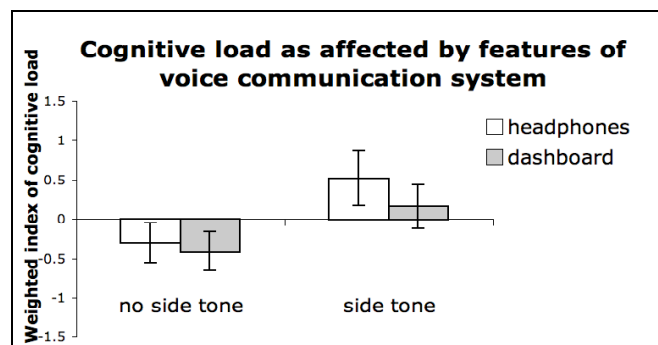 Cognitive load as affected by features of
voice communication system
Weighted index of cognitive load
1.5
1
0.5
0
-0.5
-1
-1.5
headphones
dashboard
no side tone
side tone